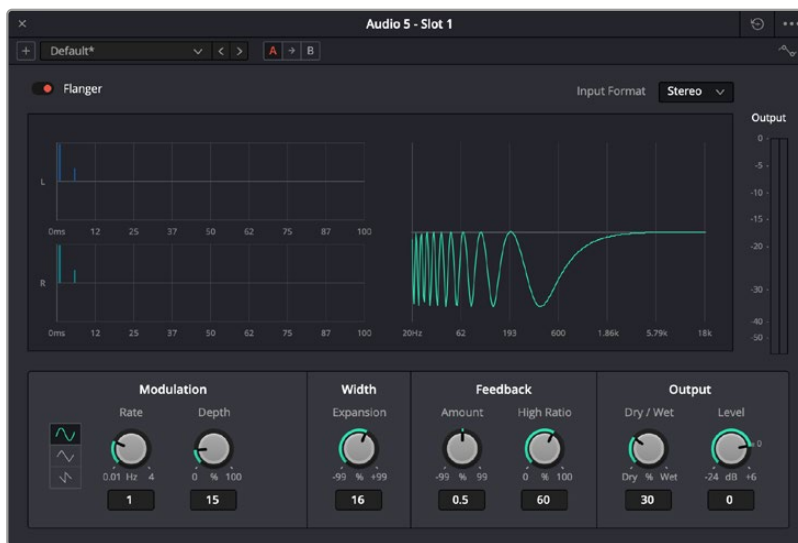 Audio 5 - Slot 1
Default*
A B
Flanger
Input Format Stereo
Output
0
-5
-10
-15
-20
-30
-40
-50
L
0ms 12 25 37 50 62 75 87 100
R
0ms 12 25 37 50 62 75 87 100
20Hz 62 193 600 1.86k 5.79k 18k
Modulation Width Feedback Output
Rate Depth Expansion Amount High Ratio Dry / Wet Level
0
0.01 Hz 4 0 % 100 -99 % +99 -99 % 99 0 % 100 Dry % Wet -24 dB +6
1 15 16 0.5 60 30 0